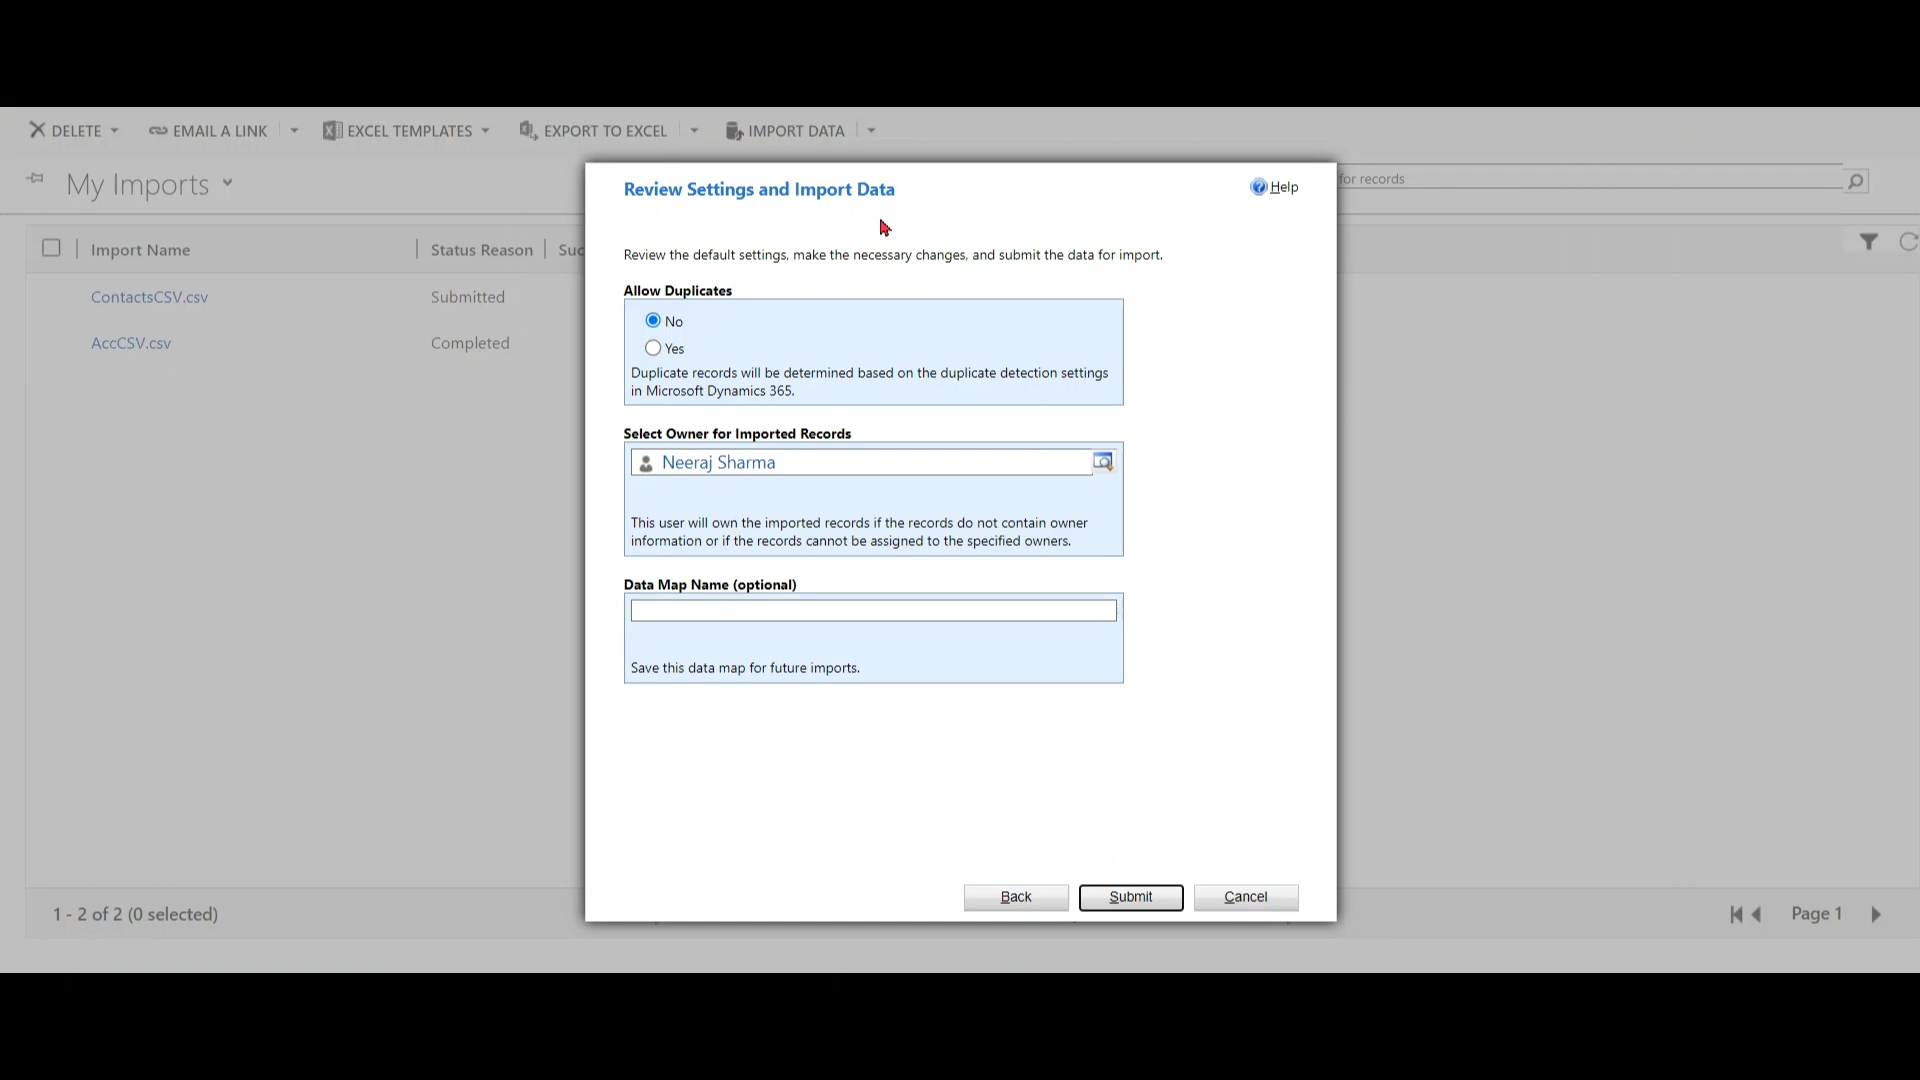 DELETE
EMAIL A LINK
EXCEL TEMPLATES
EXPORT TO EXCEL
IMPORT DATA
My Imports
for records
Import Name
Status Reason
Suc
ContactsCSV.csv
Submitted
AccCSV.csv
Completed
Review Settings and Import Data
Help
Review the default settings, make the necessary changes, and submit the data for import.
Allow Duplicates
No
Yes
Duplicate records will be determined based on the duplicate detection settings
in Microsoft Dynamics 365.
Select Owner for Imported Records
Neeraj Sharma
This user will own the imported records if the records do not contain owner
information or if the records cannot be assigned to the specified owners.
Data Map Name (optional)
Save this data map for future imports.
Back
Submit
Cancel
1 - 2 of 2 (0 selected)
Page 1